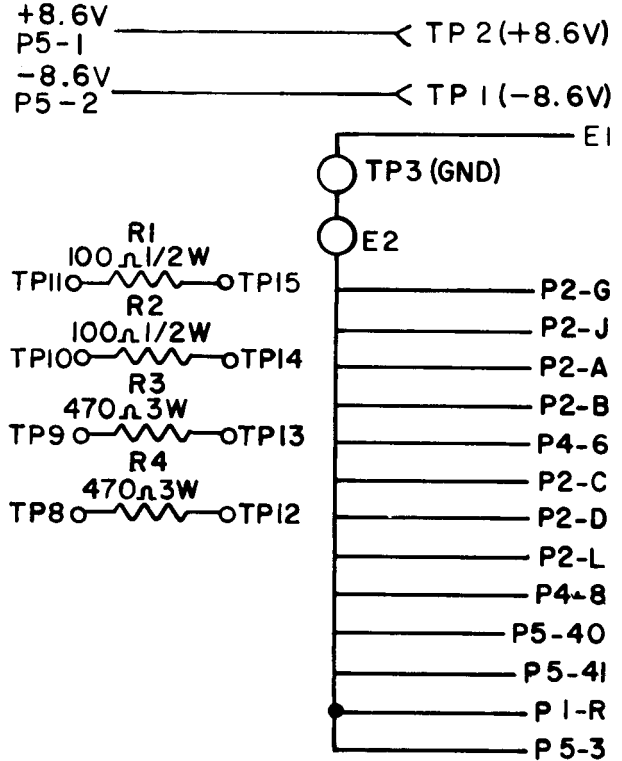 +8.6V
P5-1
TP 2 (+8.6V)
-8.6V
P5-2
TP 1 (-8.6V)
E1
TP3 (GND)
E2
R1
100Ω 1/2W
TP11 TP15
R2
100Ω 1/2W
TP10 TP14
R3
470Ω 3W
TP9 TP13
R4
470Ω 3W
TP8 TP12
P2-G
P2-J
P2-A
P2-B
P4-6
P2-C
P2-D
P2-L
P4-8
P5-40
P5-41
P1-R
P5-3